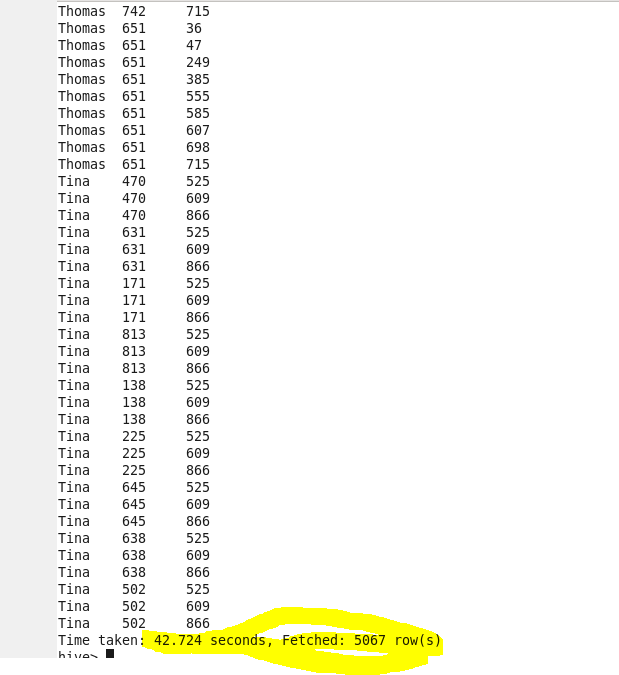 Thomas 742 715
Thomas 651 36
Thomas 651 47
Thomas 651 249
Thomas 651 385
Thomas 651 555
Thomas 651 585
Thomas 651 607
Thomas 651 698
Thomas 651 715
Tina 470 525
Tina 470 609
Tina 470 866
Tina 631 525
Tina 631 609
Tina 631 866
Tina 171 525
Tina 171 609
Tina 171 866
Tina 813 525
Tina 813 609
Tina 813 866
Tina 138 525
Tina 138 609
Tina 138 866
Tina 225 525
Tina 225 609
Tina 225 866
Tina 645 525
Tina 645 609
Tina 645 866
Tina 638 525
Tina 638 609
Tina 638 866
Tina 502 525
Tina 502 609
Tina 502 866
Time taken: 42.724 seconds, Fetched: 5067 row(s)
hive>